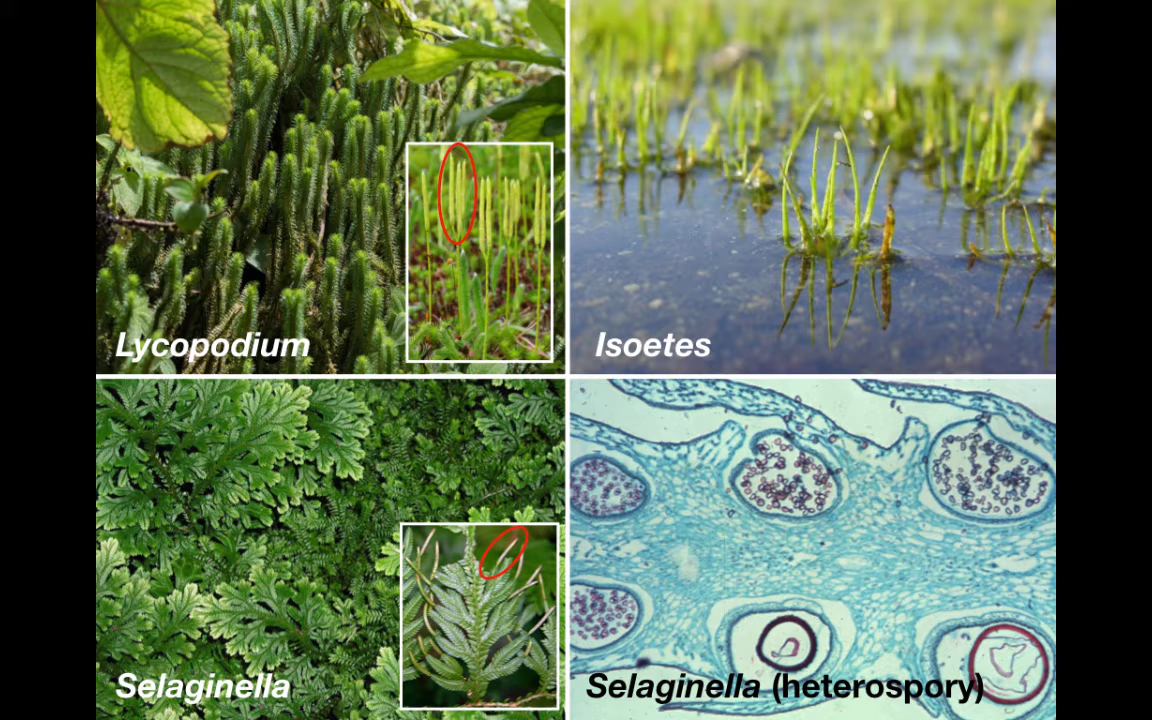 Lycopodium
Isoetes
Selaginella
Selaginella (heterospory)